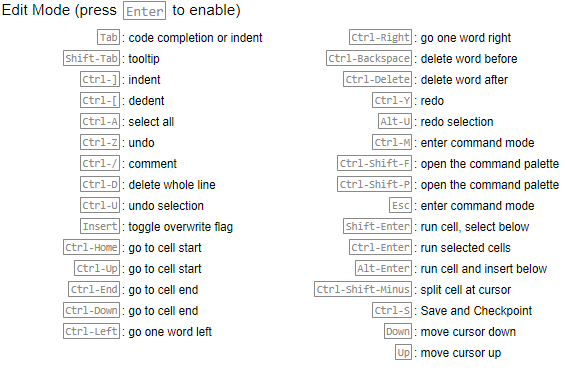 Edit Mode (press Enter to enable)
Tab : code completion or indent
Shift-Tab : tooltip
Ctrl-] : indent
Ctrl-[ : dedent
Ctrl-A : select all
Ctrl-Z : undo
Ctrl-/ : comment
Ctrl-D : delete whole line
Ctrl-U : undo selection
Insert : toggle overwrite flag
Ctrl-Home : go to cell start
Ctrl-Up : go to cell start
Ctrl-End : go to cell end
Ctrl-Down : go to cell end
Ctrl-Left : go one word left
Ctrl-Right : go one word right
Ctrl-Backspace : delete word before
Ctrl-Delete : delete word after
Ctrl-Y : redo
Alt-U : redo selection
Ctrl-M : enter command mode
Ctrl-Shift-F : open the command palette
Ctrl-Shift-P : open the command palette
Esc : enter command mode
Shift-Enter : run cell, select below
Ctrl-Enter : run selected cells
Alt-Enter : run cell and insert below
Ctrl-Shift-Minus : split cell at cursor
Ctrl-S : Save and Checkpoint
Down : move cursor down
Up : move cursor up